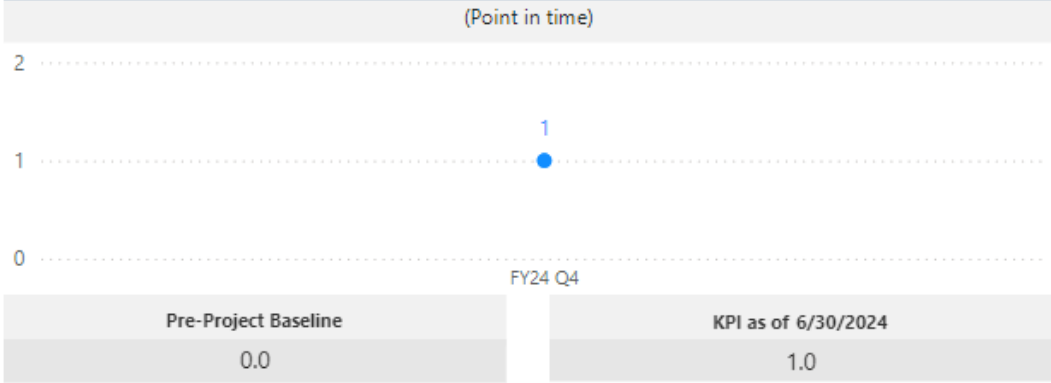 (Point in time)
2
1
1
0
FY24 Q4
Pre-Project Baseline
KPI as of 6/30/2024
0.0
1.0